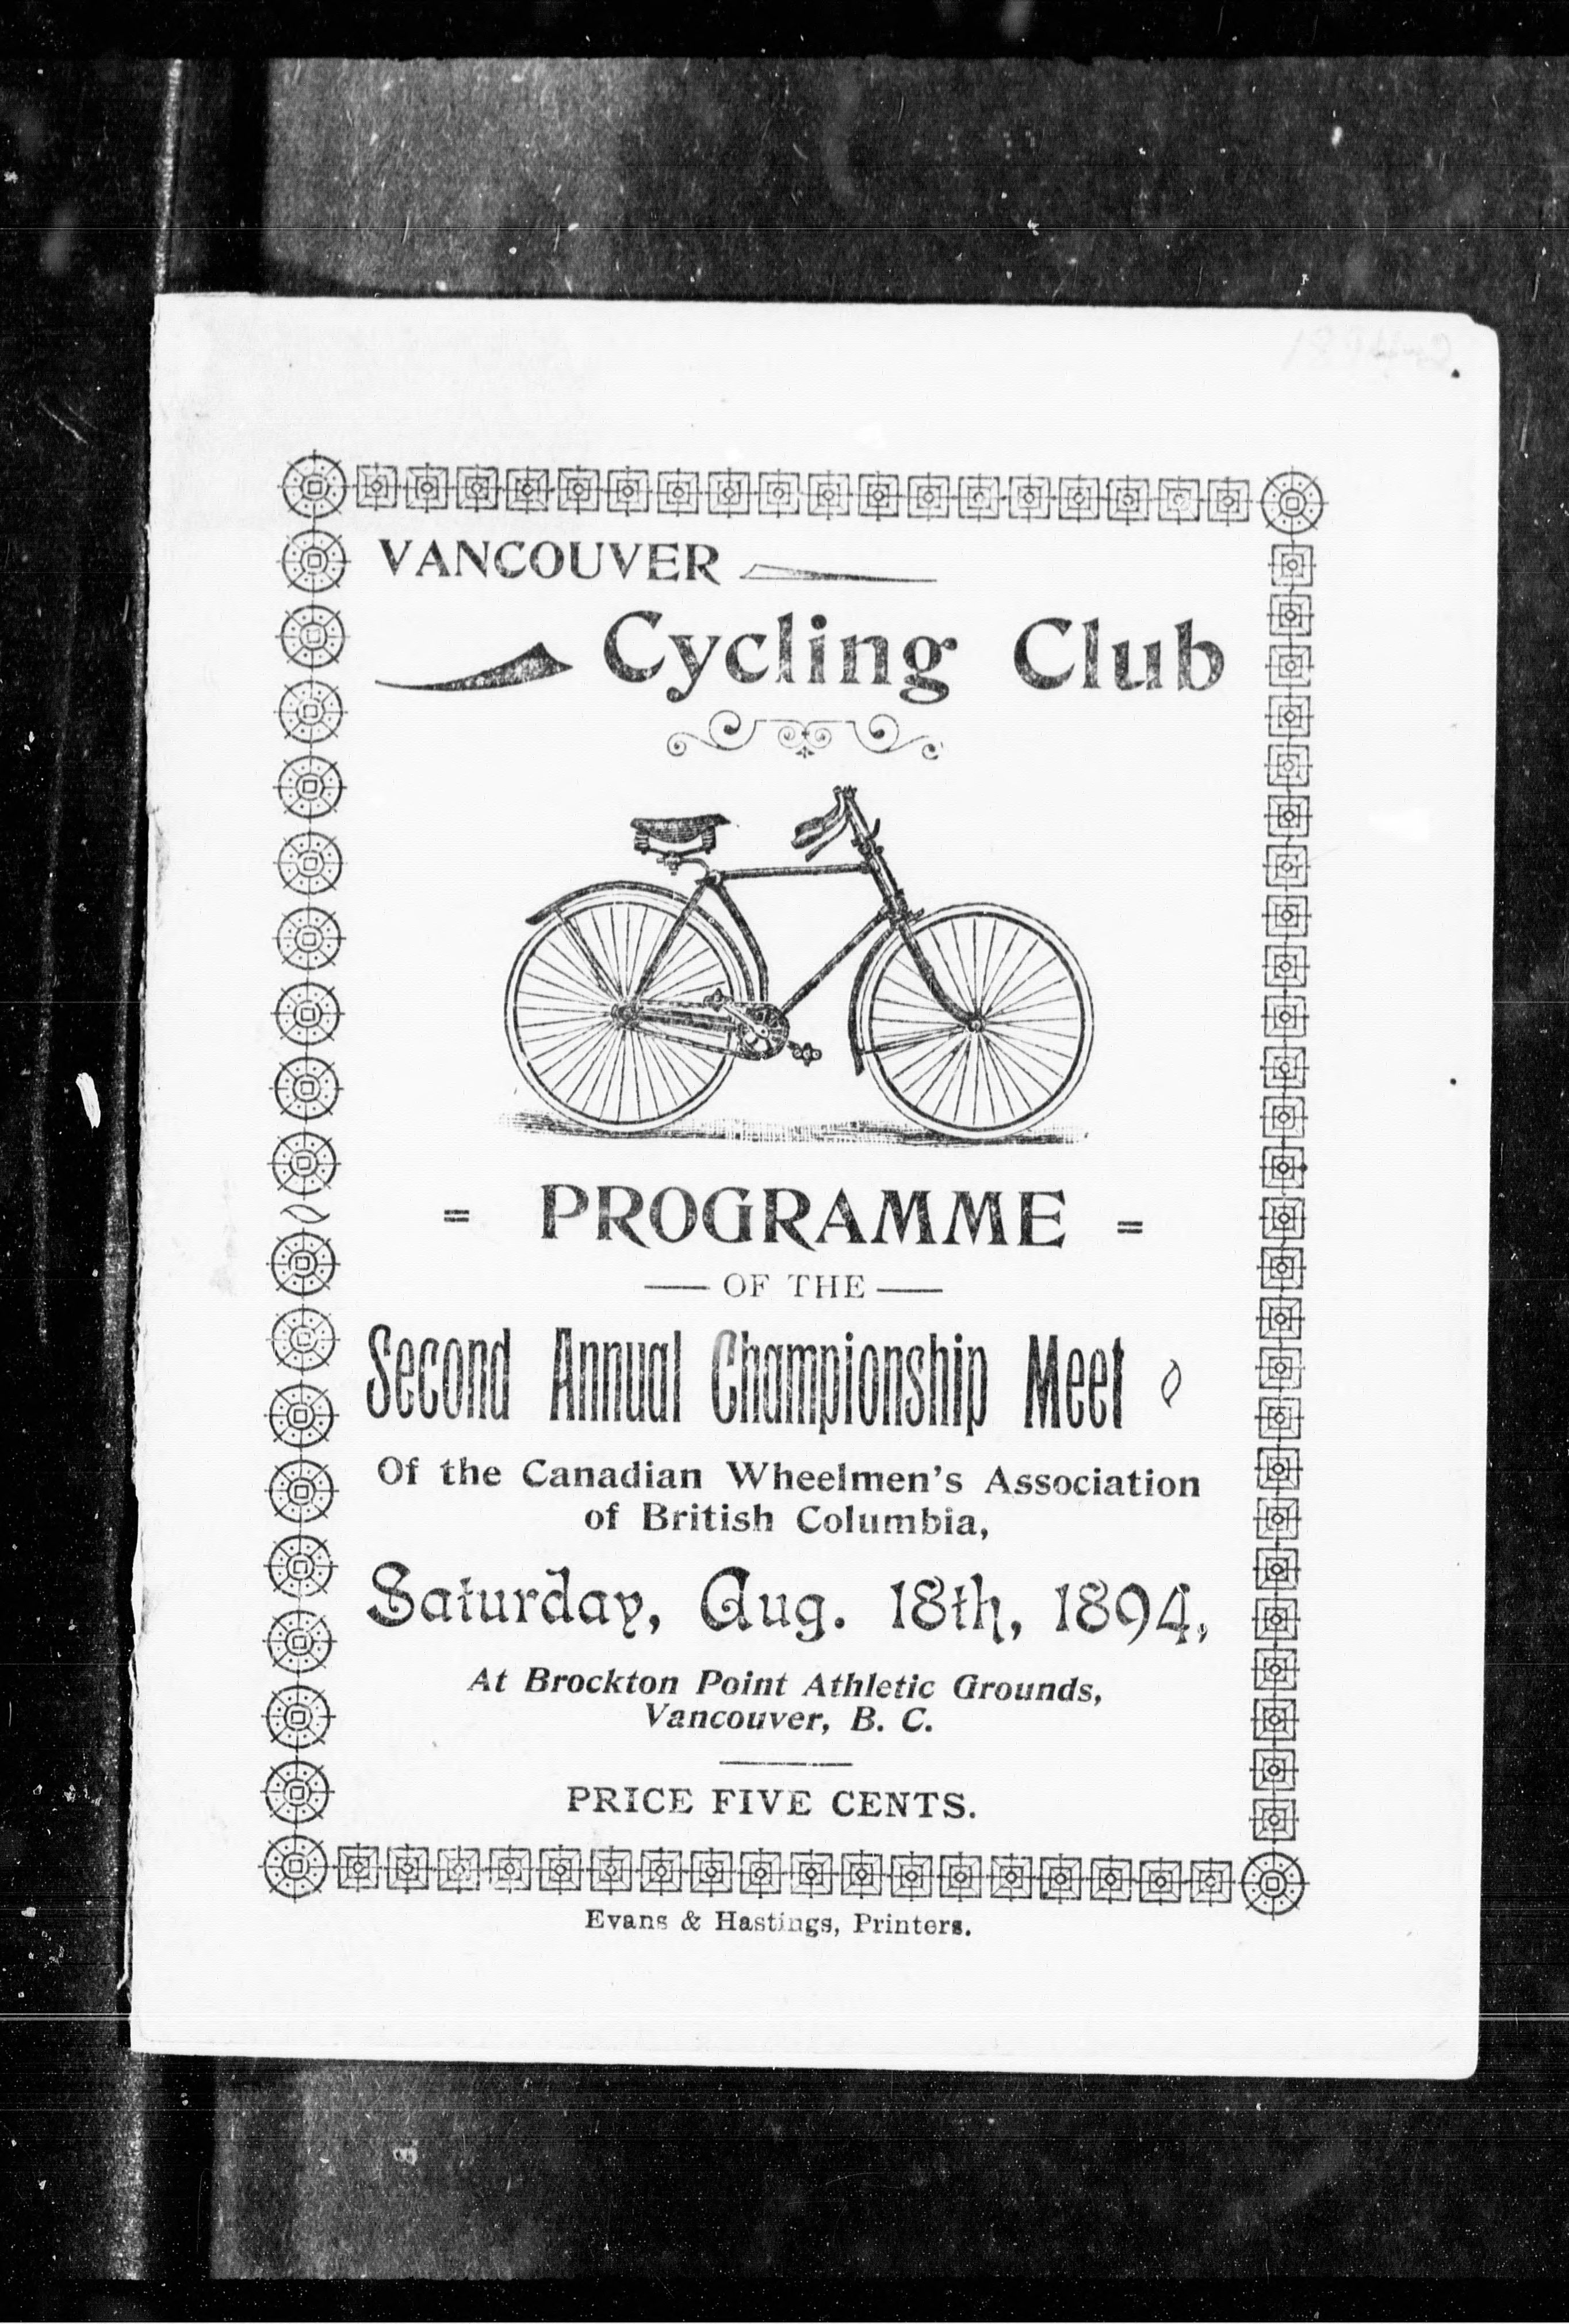 VANCOUVER
Cycling Club
= PROGRAMME =
— OF THE —
Second Annual Championship Meet
Of the Canadian Wheelmen's Association
of British Columbia,
Saturday, Aug. 18th, 1894,
At Brockton Point Athletic Grounds,
Vancouver, B. C.
PRICE FIVE CENTS.
Evans & Hastings, Printers.